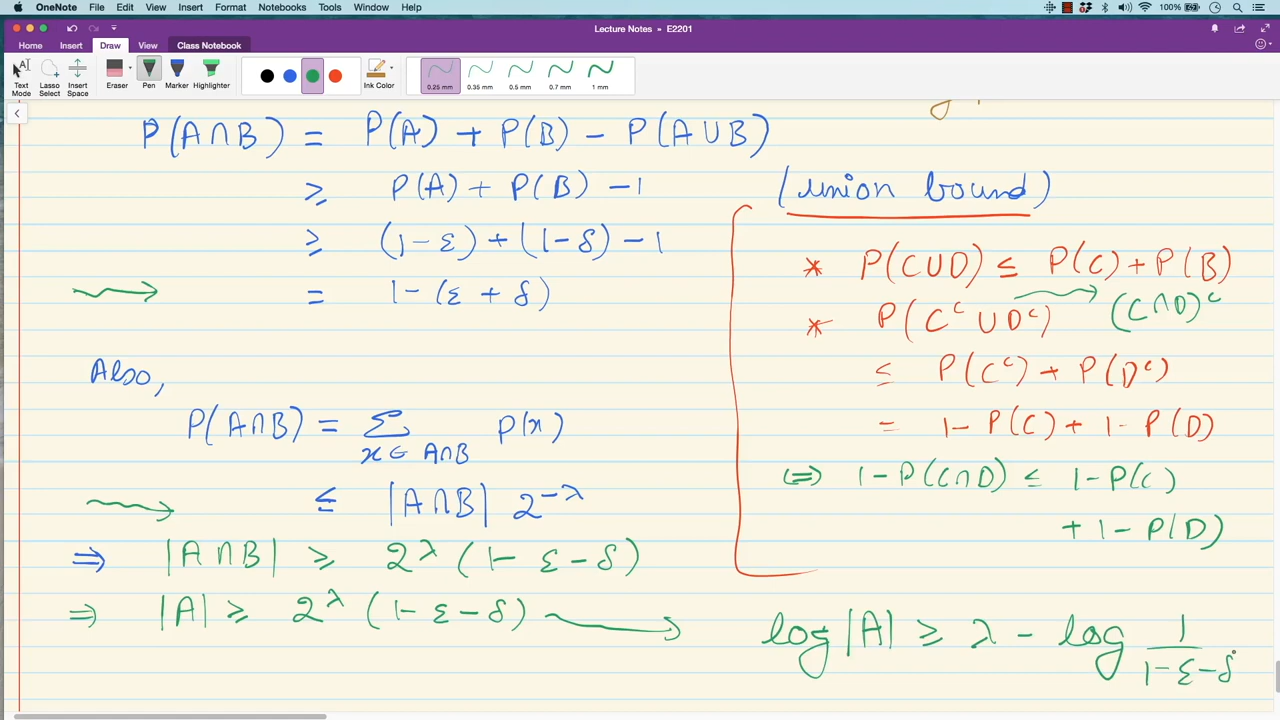 OneNote File Edit View Insert Format Notebooks Tools Window Help 100%
Lecture Notes - E2201
Home Insert Draw View Class Notebook
Text Mode Lasso Select Insert Space Eraser Pen Marker Highlighter Ink Color 0.25 mm 0.35 mm 0.5 mm 0.7 mm 1 mm
P(A∩B) = P(A) + P(B) - P(A∪B)
≥ P(A) + P(B) - 1
≥ (1-ε) + (1-δ) - 1
= 1-(ε + δ)
Also,
P(A∩B) = Σ_{x∈A∩B} P(x)
≤ |A∩B| 2^{-λ}
⇒ |A∩B| ≥ 2^λ (1-ε-δ)
⇒ |A| ≥ 2^λ (1-ε-δ) → log|A| ≥ λ - log 1/(1-ε-δ)
(union bound)
* P(C∪D) ≤ P(C)+P(B)
* P(C^c ∪ D^c) → (C∩D)^c
≤ P(C^c) + P(D^c)
= 1-P(C) + 1-P(D)
⇔ 1-P(C∩D) ≤ 1-P(C)
+ 1-P(D)